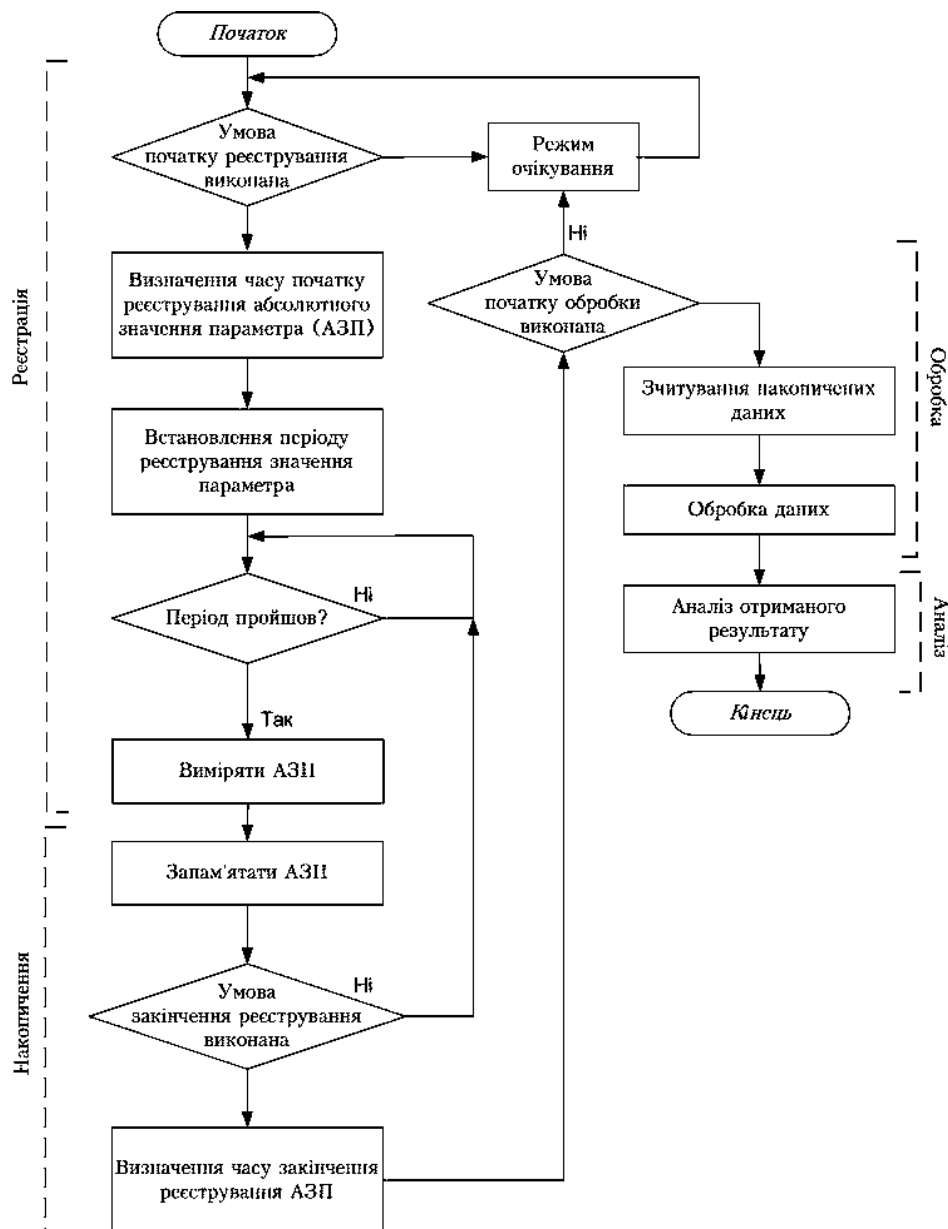 Початок
Умова
початку реєстрування
виконана
Режим
очікування
Ні
Визначення часу початку
реєстрування абсолютного
значення параметра (АЗП)
Умова
початку обробки
виконана
Зчитування накопичених
даних
Встановлення періоду
реєстрування значення
параметра
Обробка даних
Ні
Період пройшов?
Аналіз отриманого
результату
Так
Кінець
Виміряти АЗП
Запам'ятати АЗП
Ні
Умова
закінчення реєстрування
виконана
Визначення часу закінчення
реєстрування АЗП
Реєстрація
Накопичення
Обробка
Аналіз